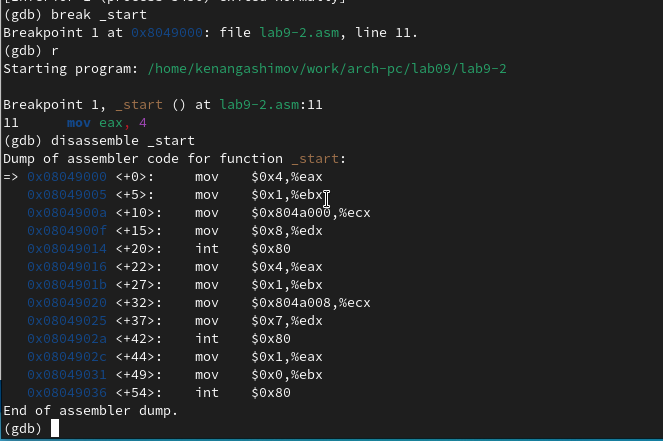 (gdb) break _start
Breakpoint 1 at 0x8049000: file lab9-2.asm, line 11.
(gdb) r
Starting program: /home/kenangashimov/work/arch-pc/lab09/lab9-2
Breakpoint 1, _start () at lab9-2.asm:11
11 mov eax, 4
(gdb) disassemble _start
Dump of assembler code for function _start:
=> 0x08049000 <+0>: mov $0x4,%eax
0x08049005 <+5>: mov $0x1,%ebx
0x0804900a <+10>: mov $0x804a000,%ecx
0x0804900f <+15>: mov $0x8,%edx
0x08049014 <+20>: int $0x80
0x08049016 <+22>: mov $0x4,%eax
0x0804901b <+27>: mov $0x1,%ebx
0x08049020 <+32>: mov $0x804a008,%ecx
0x08049025 <+37>: mov $0x7,%edx
0x0804902a <+42>: int $0x80
0x0804902c <+44>: mov $0x1,%eax
0x08049031 <+49>: mov $0x0,%ebx
0x08049036 <+54>: int $0x80
End of assembler dump.
(gdb)